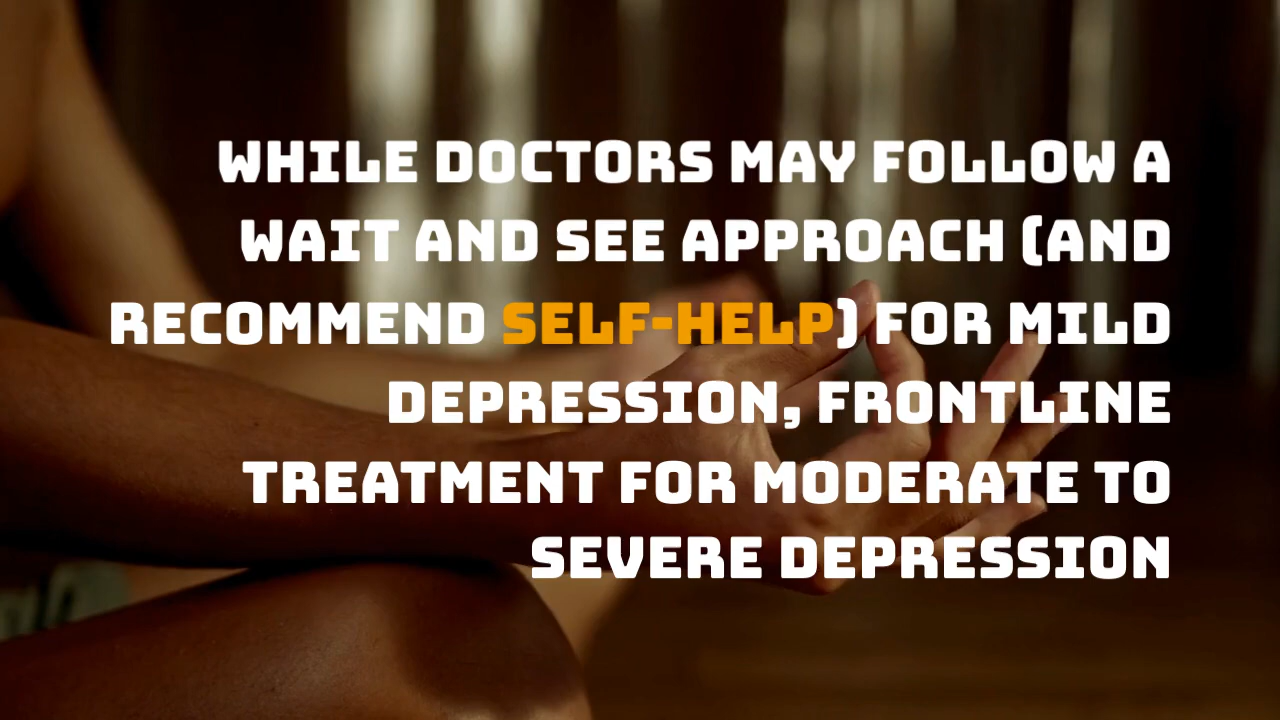 WHILE DOCTORS MAY FOLLOW A
WAIT AND SEE APPROACH (AND
RECOMMEND SELF-HELP) FOR MILD
DEPRESSION, FRONTLINE
TREATMENT FOR MODERATE TO
SEVERE DEPRESSION